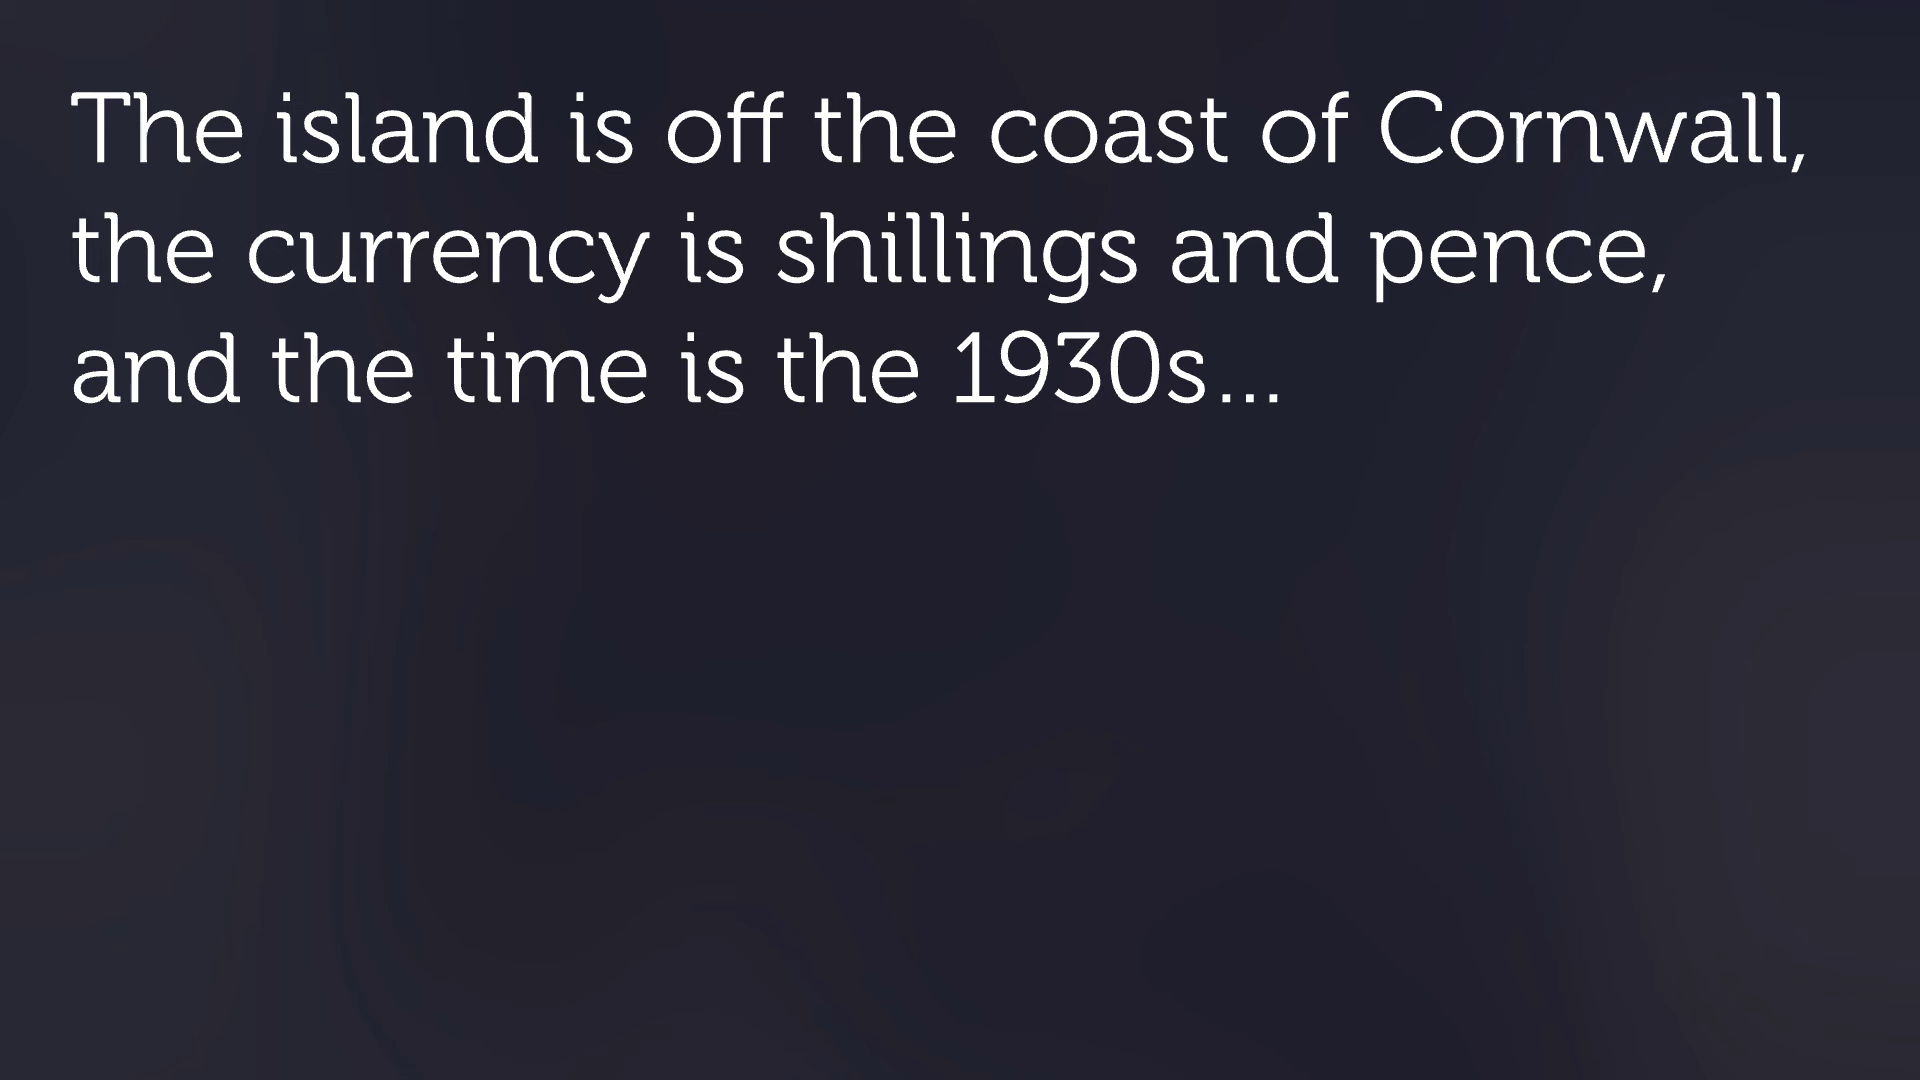 The island is off the coast of Cornwall,
the currency is shillings and pence,
and the time is the 1930s...